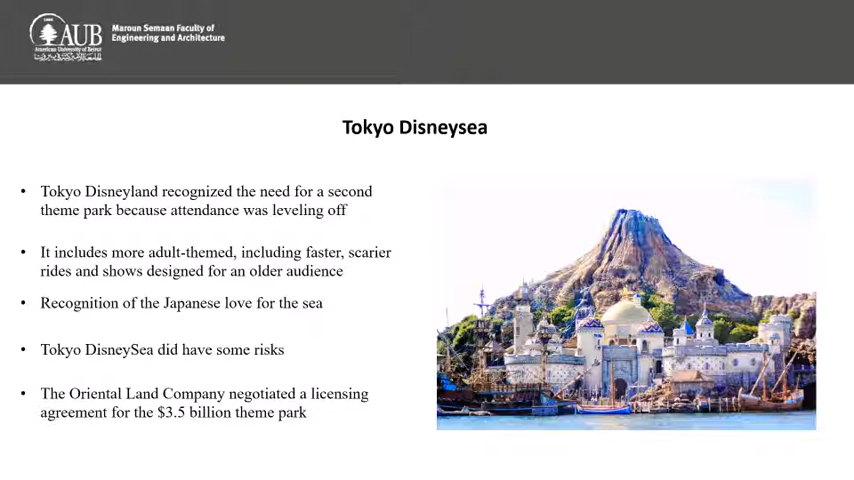 1866
AUB
American University of Beirut
Maroun Semaan Faculty of
Engineering and Architecture
Tokyo Disneysea
• Tokyo Disneyland recognized the need for a second
theme park because attendance was leveling off
• It includes more adult-themed, including faster, scarier
rides and shows designed for an older audience
• Recognition of the Japanese love for the sea
• Tokyo DisneySea did have some risks
• The Oriental Land Company negotiated a licensing
agreement for the $3.5 billion theme park